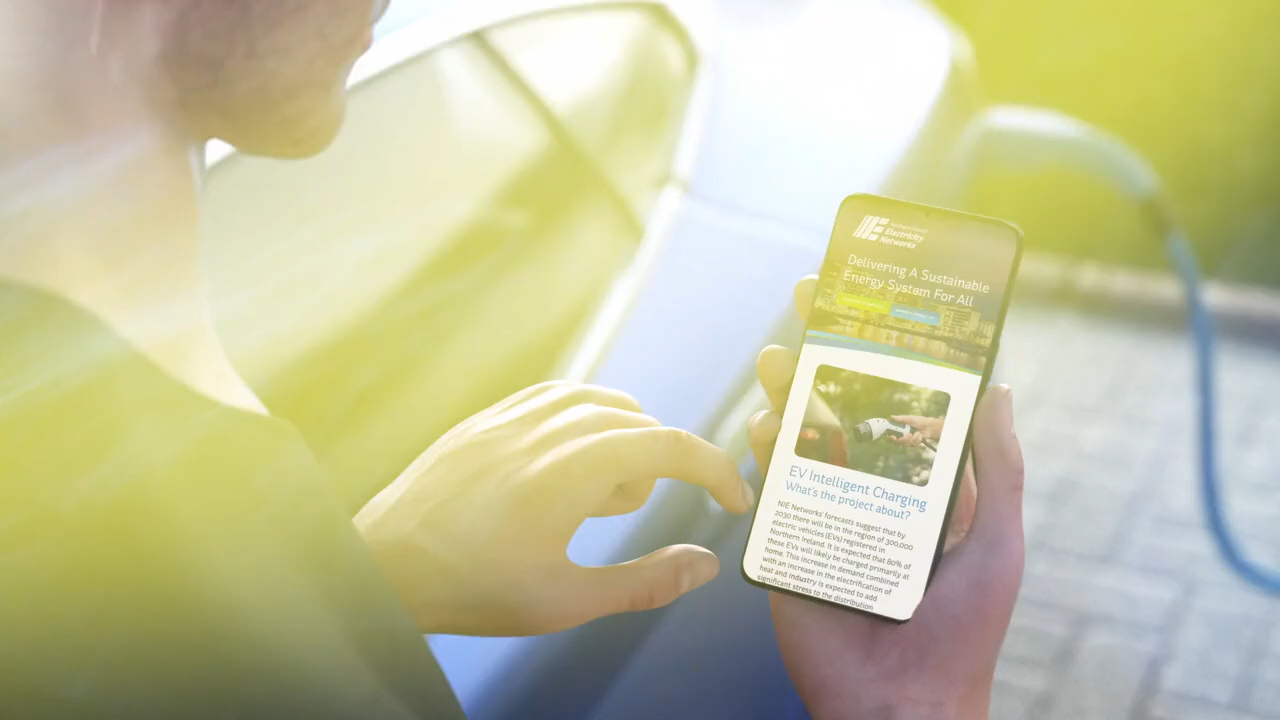 Northern Ireland
Electricity
Networks
Delivering A Sustainable
Energy System For All
EV Intelligent Charging
What's the project about?
NIE Networks' forecasts suggest that by
2030 there will be in the region of 300,000
electric vehicles (EVs) registered in
Northern Ireland. It is expected that 80% of
these EVs will likely be charged primarily at
home. This increase in demand combined
with an increase in the electrification of
heat and industry is expected to add
significant stress to the distribution